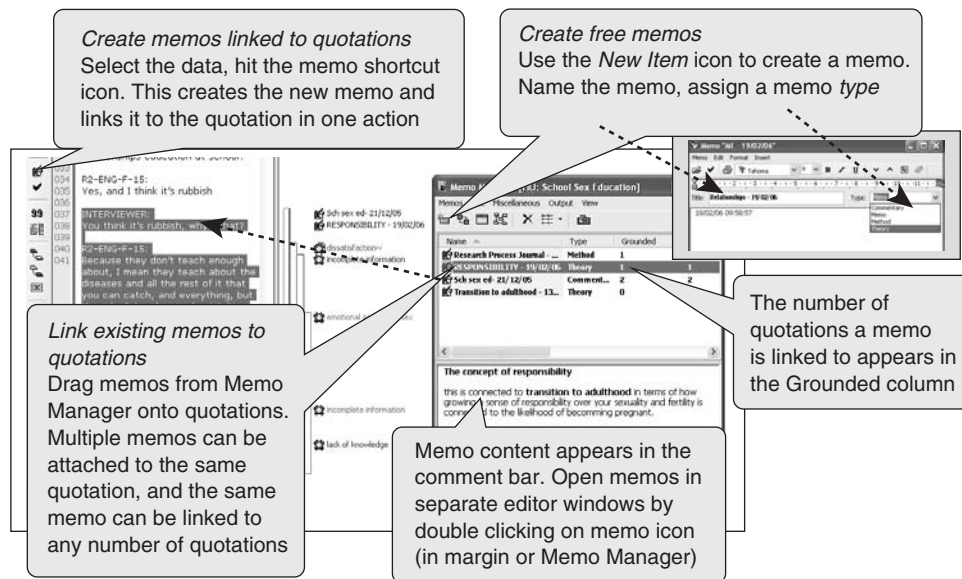 Create memos linked to quotations
Select the data, hit the memo shortcut
icon. This creates the new memo and
links it to the quotation in one action
Create free memos
Use the New Item icon to create a memo.
Name the memo, assign a memo type
033
034
035
036
037
038
039
040
041
R2-ENG-F-15:
Yes, and I think it's rubbish
INTERVIEWER:
You think it's rubbish, why
R2-ENG-F-15:
Because they don't teach enough
about, I mean they teach about the
diseases and all the rest of it that
you can catch, and everything, but
Sch sex ed- 21/12/05
RESPONSIBILITY - 19/02/06
dissatisfaction~
incomplete information
emotional
incomplete information
lack of knowledge
Memo School Sex Education]
Memos Miscellaneous Output View
Name Type Grounded
Research Process Journal - ... Method 1
RESPONSIBILITY - 19/02/06 Theory 1 1
Sch sex ed- 21/12/05 Comment... 2 2
Transition to adulthood - 13... Theory 0
The concept of responsibility
this is connected to transition to adulthood in terms of how
growing sense of responsibility over your sexuality and fertility is
connected to the likelihood of becomming pregnant.
Memo "ME - 19/02/06"
Memo Edit Format Insert
Tahoma 9
Title: Relationships - 19/02/06 Type:
Commentary
Memo
Method
Theory
19/02/06 09:58:57
Link existing memos to
quotations
Drag memos from Memo
Manager onto quotations.
Multiple memos can be
attached to the same
quotation, and the same
memo can be linked to
any number of quotations
The number of
quotations a memo
is linked to appears in
the Grounded column
Memo content appears in the
comment bar. Open memos in
separate editor windows by
double clicking on memo icon
(in margin or Memo Manager)